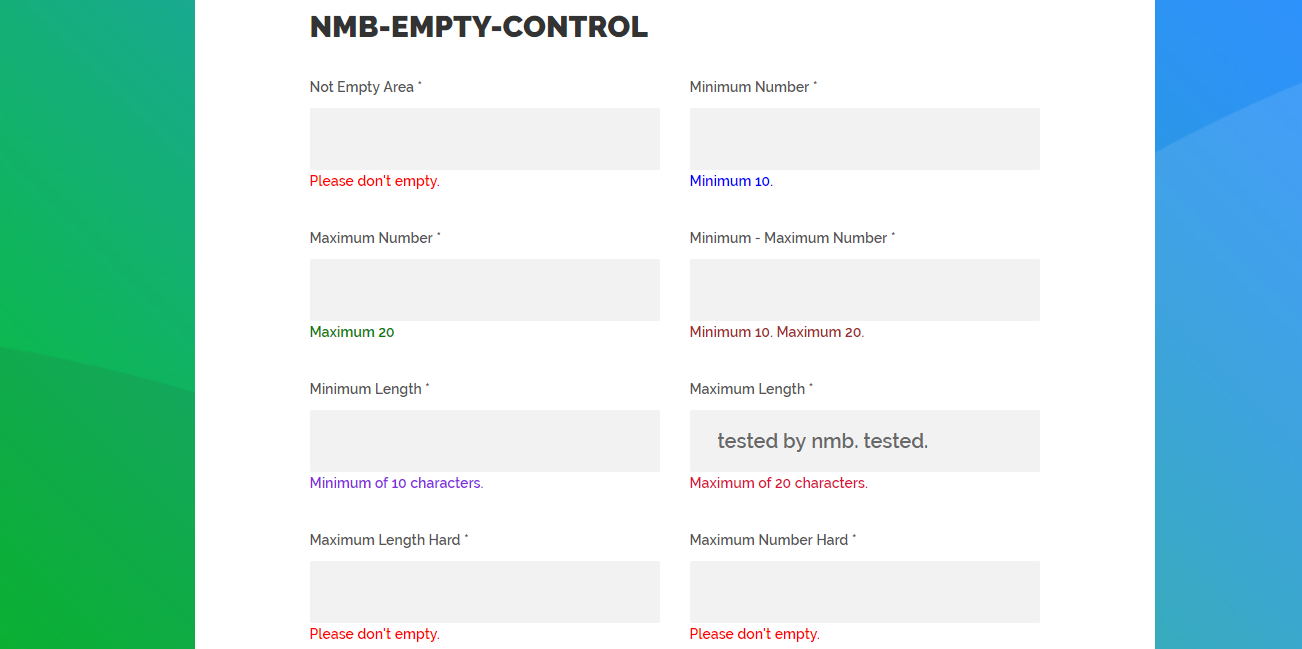 NMB-EMPTY-CONTROL
Not Empty Area *
Minimum Number *
Please don't empty.
Minimum 10.
Maximum Number *
Minimum - Maximum Number *
Maximum 20
Minimum 10. Maximum 20.
Minimum Length *
Maximum Length *
tested by nmb. tested.
Minimum of 10 characters.
Maximum of 20 characters.
Maximum Length Hard *
Maximum Number Hard *
Please don't empty.
Please don't empty.